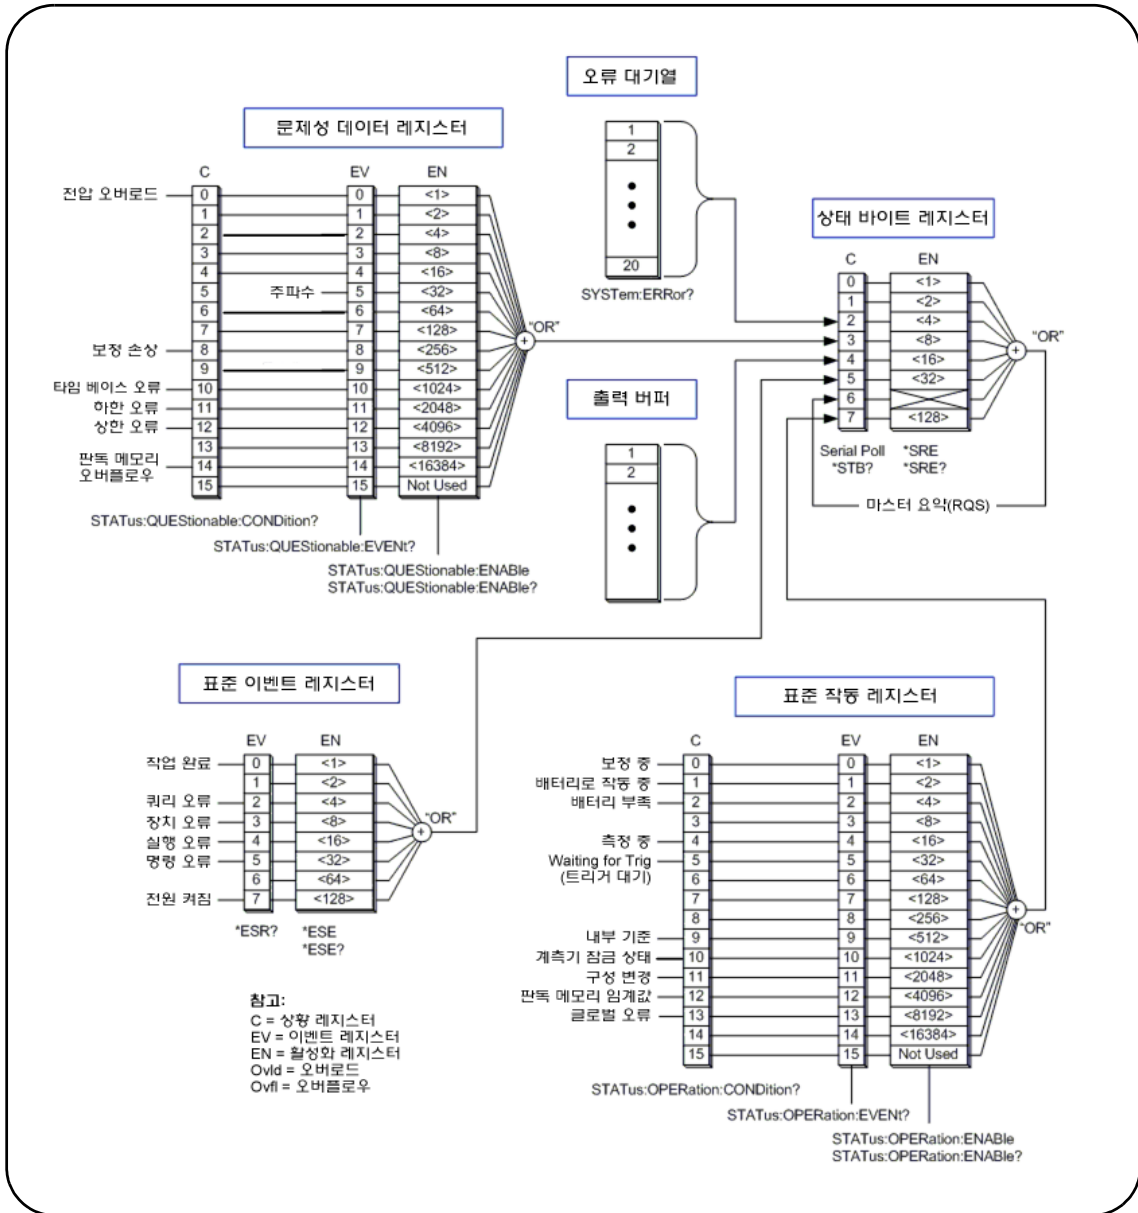 오류 대기열
1
2
20
SYSTem:ERRor?
문제성 데이터 레지스터
C EV EN
전압 오버로드 0 0 <1>
1 1 <2>
2 2 <4>
3 3 <8>
4 4 <16>
5 주파수 5 <32>
6 6 <64>
7 7 <128>
보정 손상 8 8 <256>
9 9 <512>
타임 베이스 오류 10 10 <1024>
하한 오류 11 11 <2048>
상한 오류 12 12 <4096>
13 13 <8192>
판독 메모리
오버플로우 14 14 <16384>
15 15 Not Used
"OR"
STATus:QUEStionable:CONDition?
STATus:QUEStionable:EVENt?
STATus:QUEStionable:ENABle
STATus:QUEStionable:ENABle?
출력 버퍼
1
2
상태 바이트 레지스터
C EN
0 <1>
1 <2>
2 <4>
3 <8>
4 <16>
5 <32>
6
7 <128>
"OR"
Serial Poll *SRE
*STB? *SRE?
마스터 요약(RQS)
표준 이벤트 레지스터
EV EN
작업 완료 0 <1>
1 <2>
쿼리 오류 2 <4>
장치 오류 3 <8>
실행 오류 4 <16>
명령 오류 5 <32>
6 <64>
전원 켜짐 7 <128>
"OR"
*ESR? *ESE
*ESE?
참고:
C = 상황 레지스터
EV = 이벤트 레지스터
EN = 활성화 레지스터
Ovld = 오버로드
Ovfl = 오버플로우
표준 작동 레지스터
C EV EN
보정 중 0 0 <1>
배터리로 작동 중 1 1 <2>
배터리 부족 2 2 <4>
3 3 <8>
측정 중 4 4 <16>
Waiting for Trig 5 5 <32>
(트리거 대기) 6 6 <64>
7 7 <128>
8 8 <256>
내부 기준 9 9 <512>
계측기 잠금 상태 10 10 <1024>
구성 변경 11 11 <2048>
판독 메모리 임계값 12 12 <4096>
글로벌 오류 13 13 <8192>
14 14 <16384>
15 15 Not Used
"OR"
STATus:OPERation:CONDition?
STATus:OPERation:EVENt?
STATus:OPERation:ENABle
STATus:OPERation:ENABle?